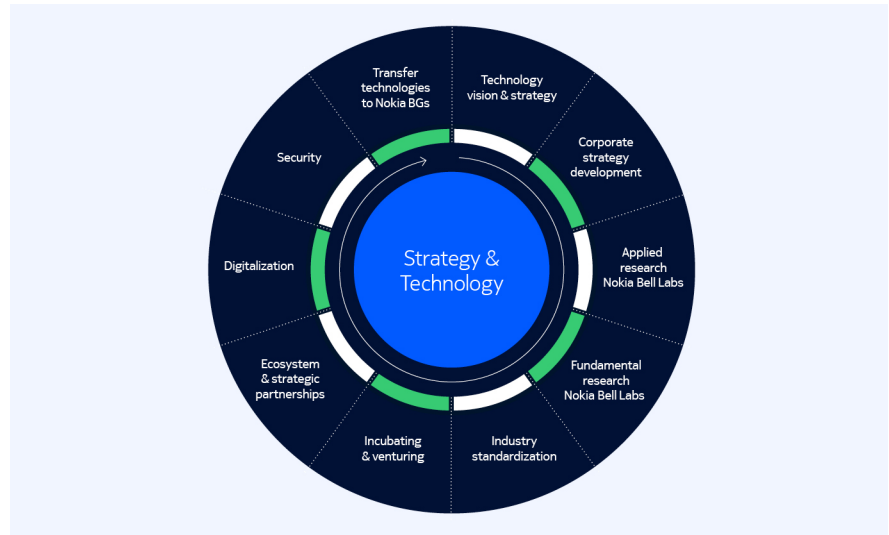 Transfer
technologies
to Nokia BGs
Technology
vision & strategy
Corporate
strategy
development
Applied
research
Nokia Bell Labs
Fundamental
research
Nokia Bell Labs
Industry
standardization
Incubating
& venturing
Ecosystem
& strategic
partnerships
Digitalization
Security
Strategy &
Technology